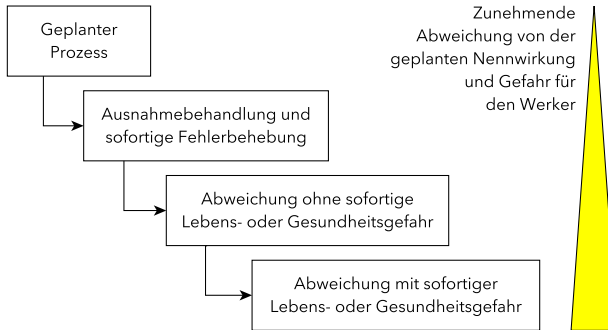 Geplanter
Prozess
Zunehmende
Abweichung von der
geplanten Nennwirkung
und Gefahr für
den Werker
Ausnahmebehandlung und
sofortige Fehlerbehebung
Abweichung ohne sofortige
Lebens- oder Gesundheitsgefahr
Abweichung mit sofortiger
Lebens- oder Gesundheitsgefahr